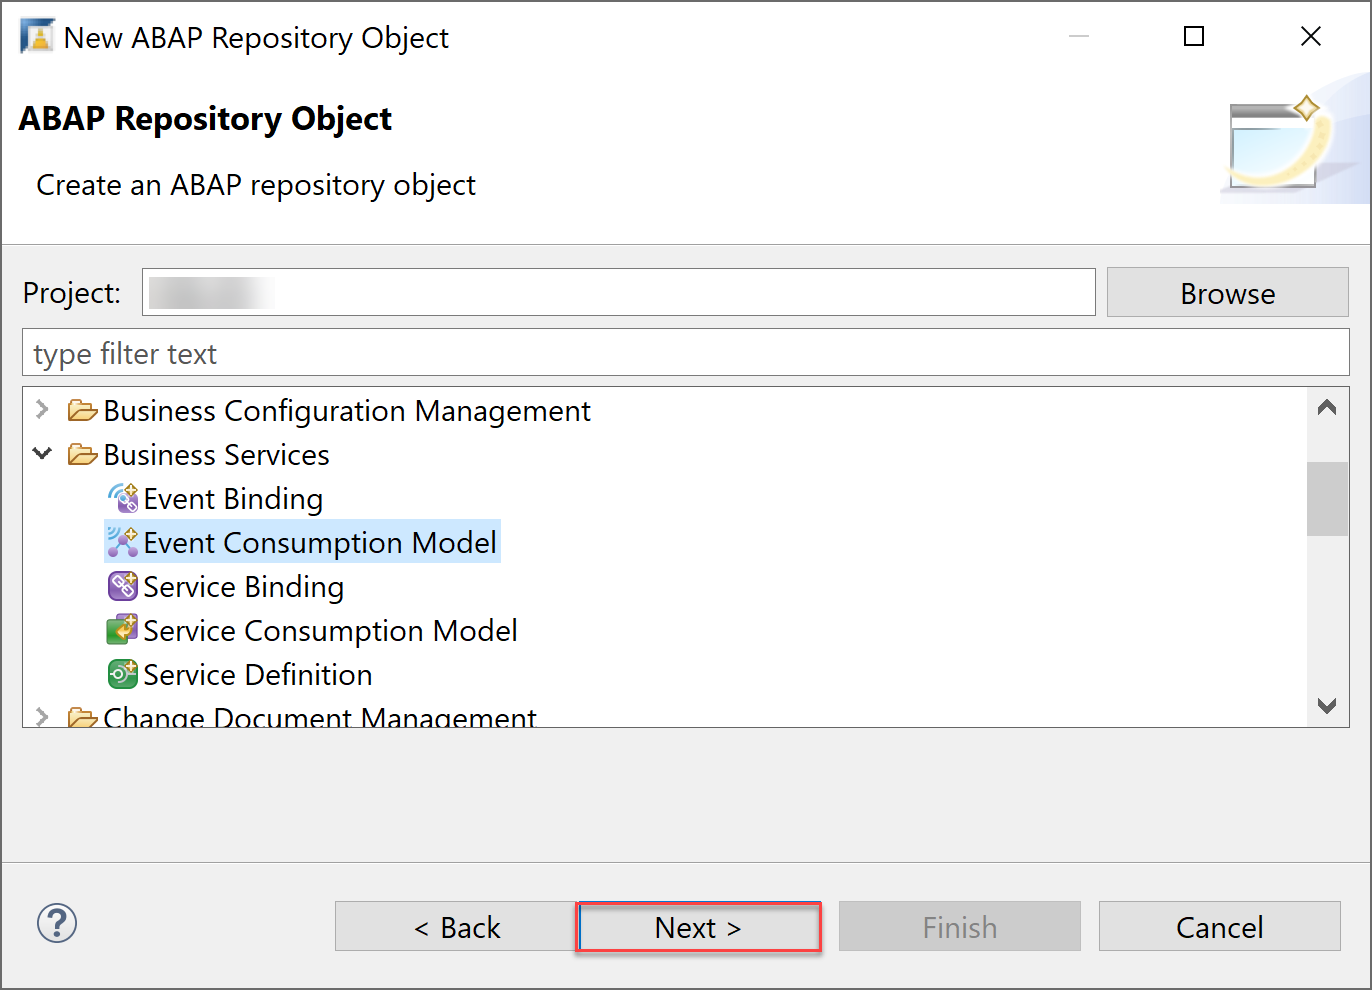 New ABAP Repository Object
ABAP Repository Object
Create an ABAP repository object
Project:
Browse
type filter text
Business Configuration Management
Business Services
Event Binding
Event Consumption Model
Service Binding
Service Consumption Model
Service Definition
Change Document Management
?
< Back
Next >
Finish
Cancel